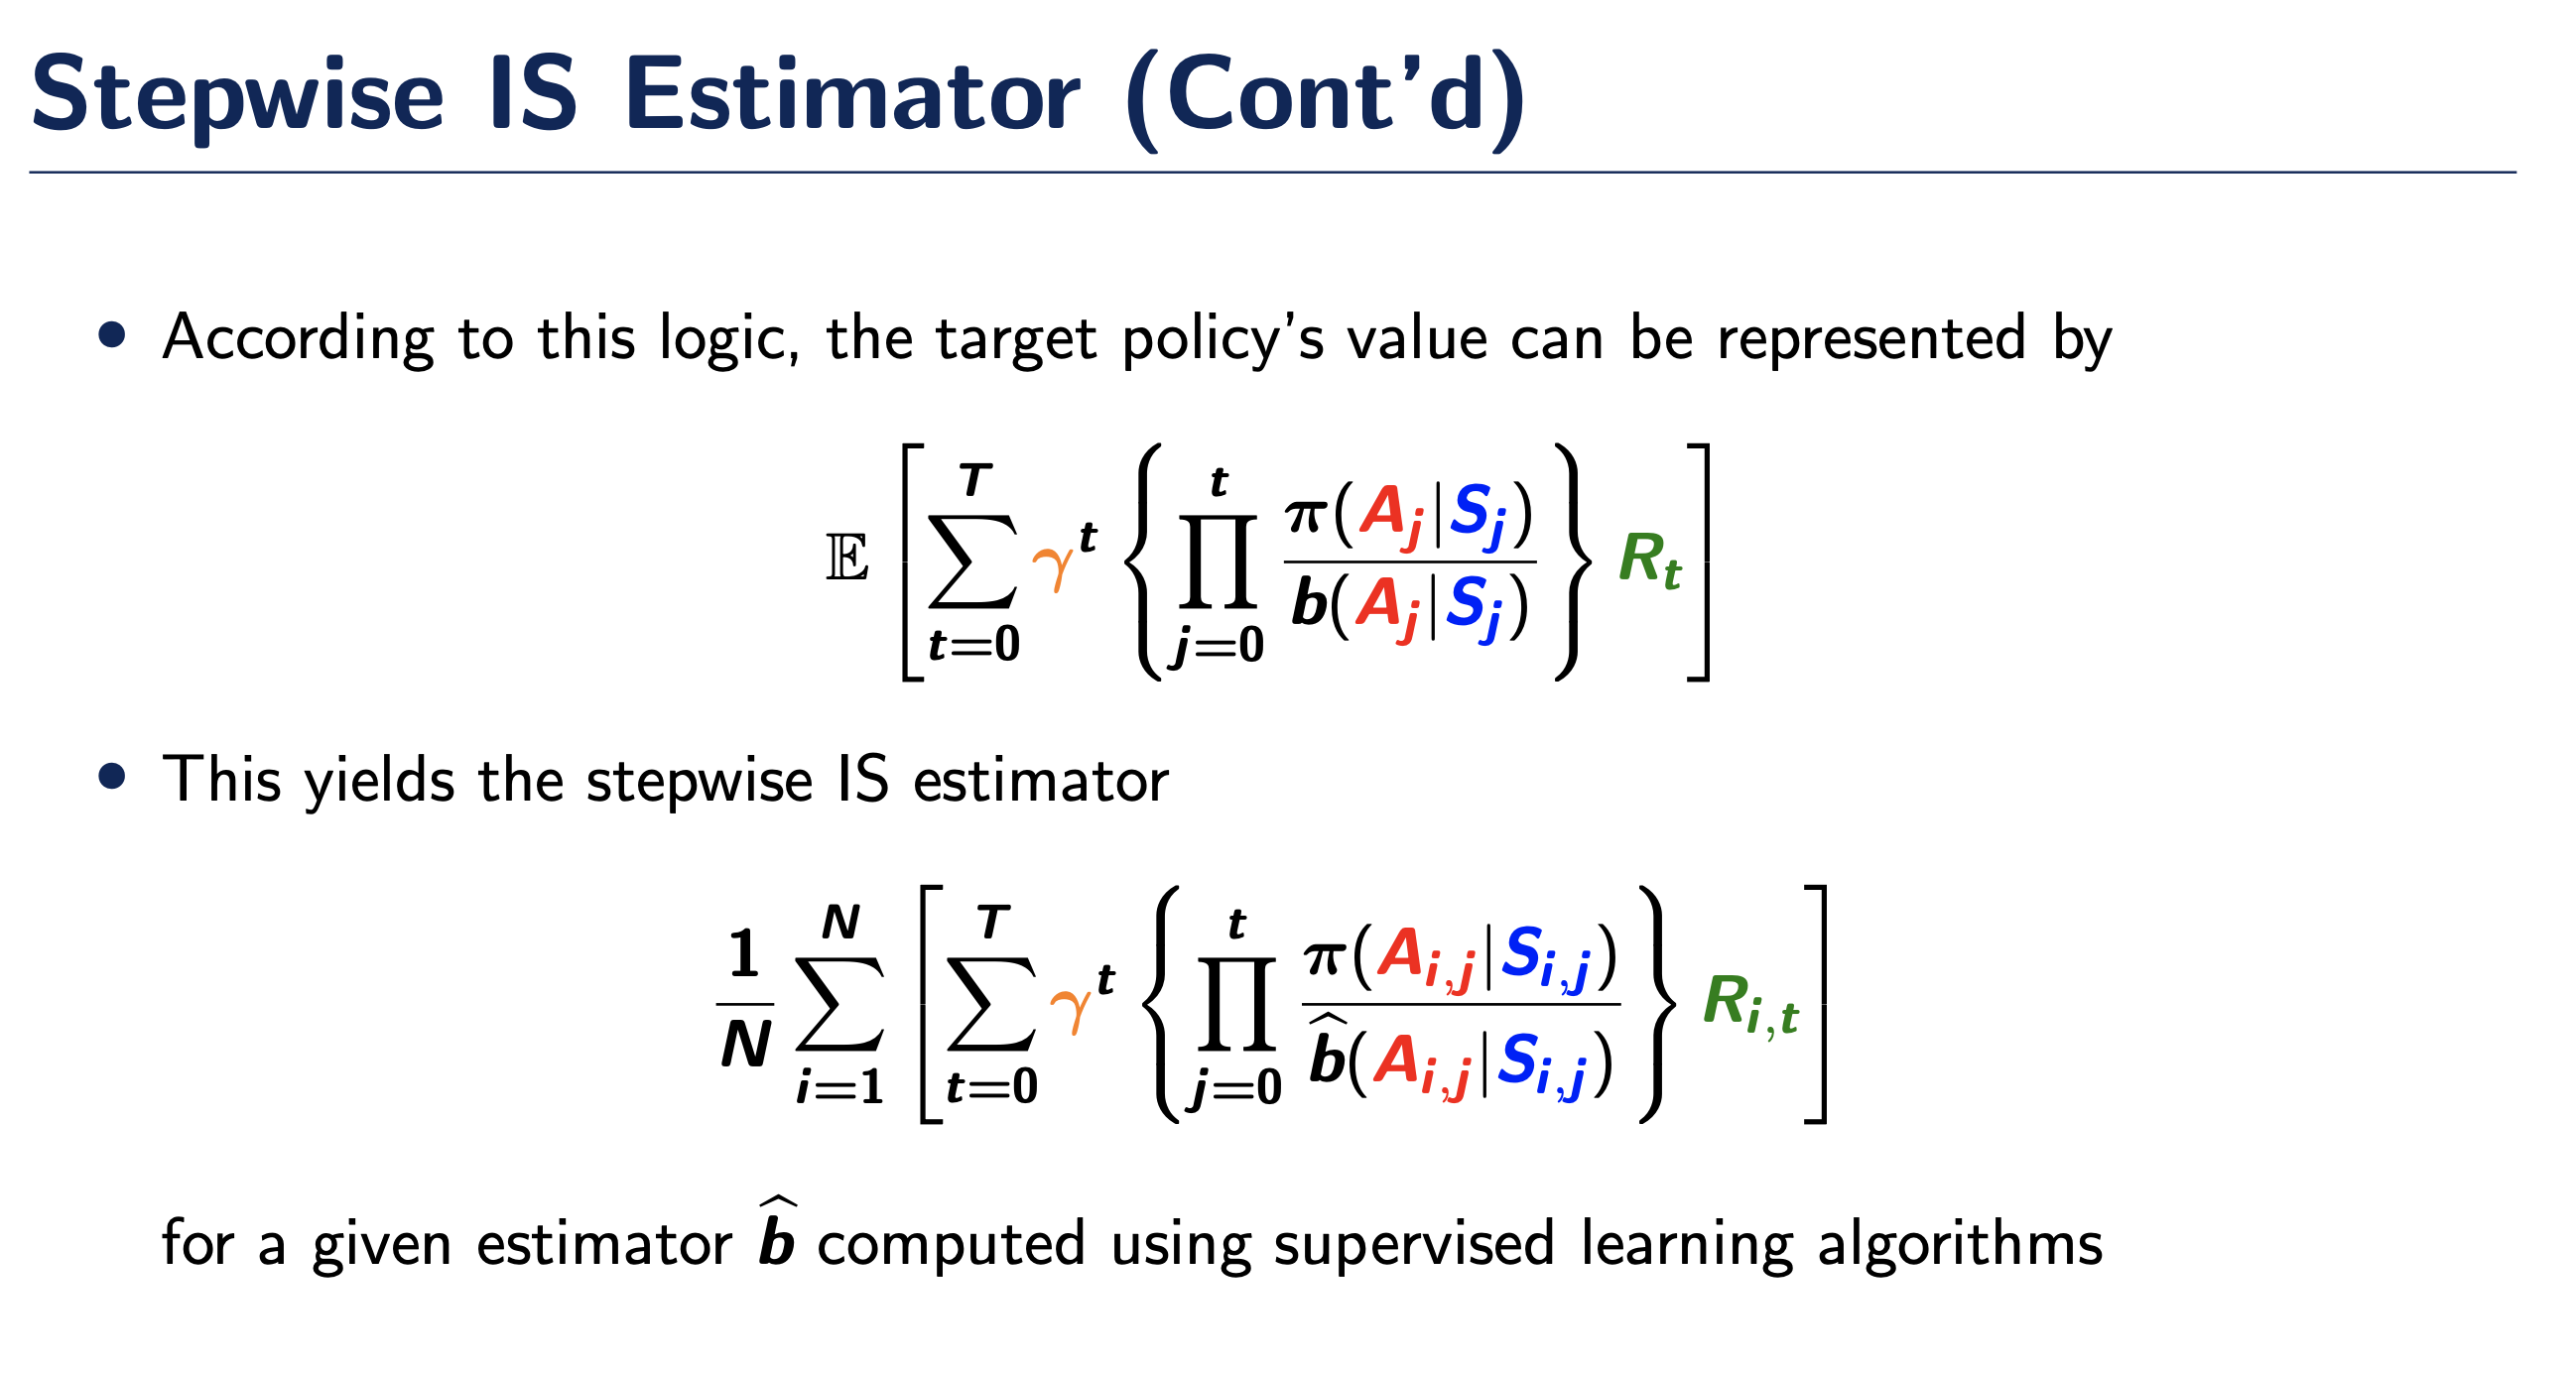 Stepwise IS Estimator (Cont'd)
• According to this logic, the target policy's value can be represented by
$\mathbb{E}\left[\sum_{t=0}^{T} \gamma^t \left\{\prod_{j=0}^{t} \frac{\pi(A_j|S_j)}{b(A_j|S_j)}\right\} R_t\right]$
• This yields the stepwise IS estimator
$\frac{1}{N}\sum_{i=1}^{N}\left[\sum_{t=0}^{T} \gamma^t \left\{\prod_{j=0}^{t} \frac{\pi(A_{i,j}|S_{i,j})}{\widehat{b}(A_{i,j}|S_{i,j})}\right\} R_{i,t}\right]$
for a given estimator $\widehat{b}$ computed using supervised learning algorithms